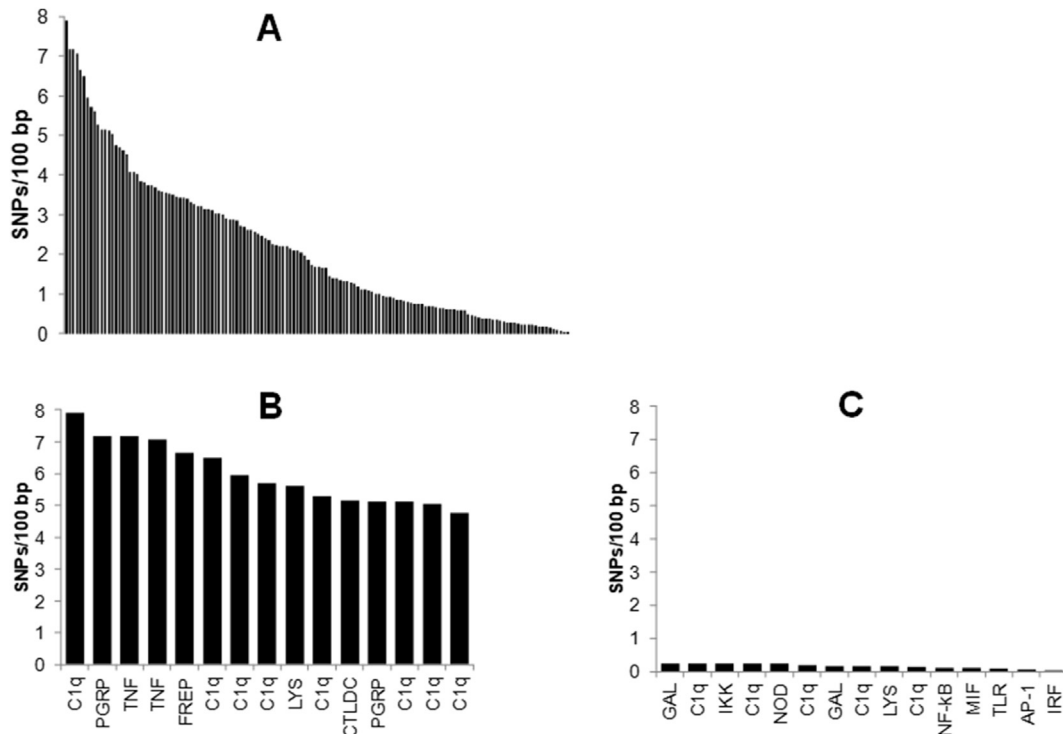 A
SNPs/100 bp
8
7
6
5
4
3
2
1
0
B
SNPs/100 bp
8
7
6
5
4
3
2
1
0
C1q
PGRP
TNF
TNF
FREP
C1q
C1q
C1q
LYS
C1q
CTLDC
PGRP
C1q
C1q
C1q
C
SNPs/100 bp
8
7
6
5
4
3
2
1
0
GAL
C1q
IKK
C1q
NOD
C1q
GAL
C1q
LYS
C1q
NF-kB
MIF
TLR
AP-1
IRF